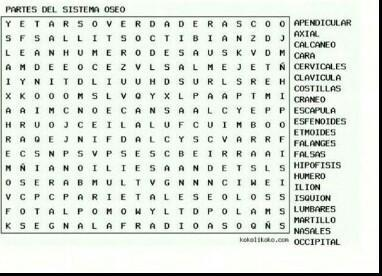 PARTES DEL SISTEMA OSEO
Y E T A R S O V E R D A D E R A S C O O
S F S A L L I T S O C T I B I A N Z D J
L E A N H U M E R O D E S A U S K V D M
A M D E E O C E Z V L S A L M E J E T Ñ
I Y N I T D L I U U H D S U R L S R E H
X K O O O M S L V Q Y X L P A A P T M I
A A I M C N O E C A N S A A L C Y E P P
H R U O J C E I L A L U F C U I M B O O
R A Q E J N I F D A L C Y S C V A R R F
E C S N P S V P S E S C B E I R R A A I
M Ñ I A N O I L I E S A A N D E T S L S
O S E R A B M U L T V G N N N C I W E I
V C P C P A R I E T A L E S E O L O S S
F O T A L P O M O W Y L T D P O L A M S
K S E G N A L A F R A D I O A S O Q Ñ S
APENDICULAR
AXIAL
CALCANEO
CARA
CERVICALES
CLAVICULA
COSTILLAS
CRANEO
ESCAPULA
ESFENOIDES
ETMOIDES
FALANGES
FALSAS
HIPOFISIS
HUMERO
ILION
ISQUION
LUMBARES
MARTILLO
NASALES
OCCIPITAL
kokolikoko.com